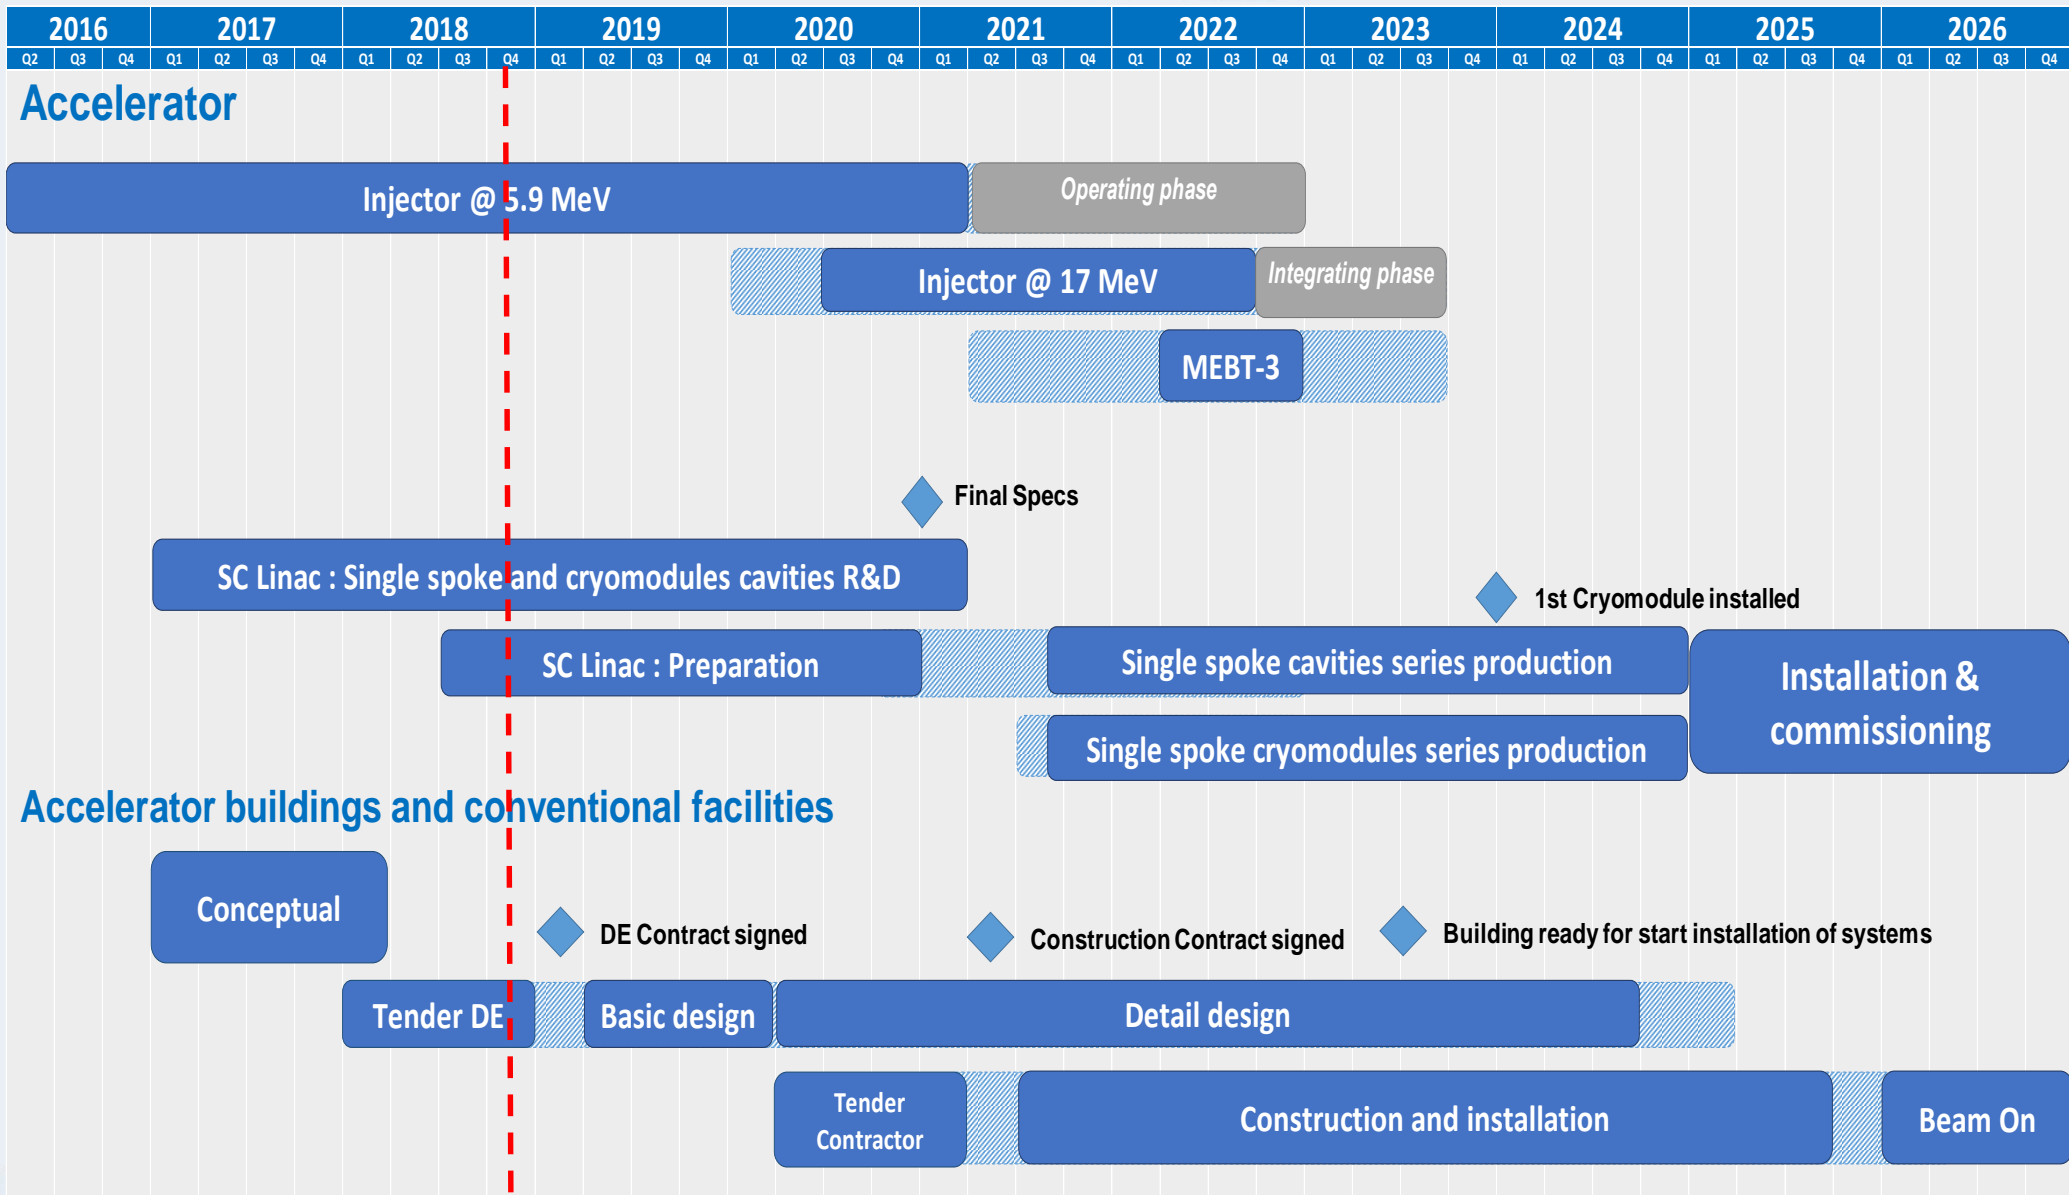 2016 2017 2018 2019 2020 2021 2022 2023 2024 2025 2026
Q2 Q3 Q4 Q1 Q2 Q3 Q4 Q1 Q2 Q3 Q4 Q1 Q2 Q3 Q4 Q1 Q2 Q3 Q4 Q1 Q2 Q3 Q4 Q1 Q2 Q3 Q4 Q1 Q2 Q3 Q4 Q1 Q2 Q3 Q4 Q1 Q2 Q3 Q4 Q1 Q2 Q3 Q4
Accelerator
Injector @ 5.9 MeV
Operating phase
Injector @ 17 MeV
Integrating phase
MEBT-3
Final Specs
SC Linac : Single spoke and cryomodules cavities R&D
1st Cryomodule installed
SC Linac : Preparation
Single spoke cavities series production
Installation &
commissioning
Single spoke cryomodules series production
Accelerator buildings and conventional facilities
Conceptual
DE Contract signed
Construction Contract signed
Building ready for start installation of systems
Tender DE
Basic design
Detail design
Tender
Contractor
Construction and installation
Beam On